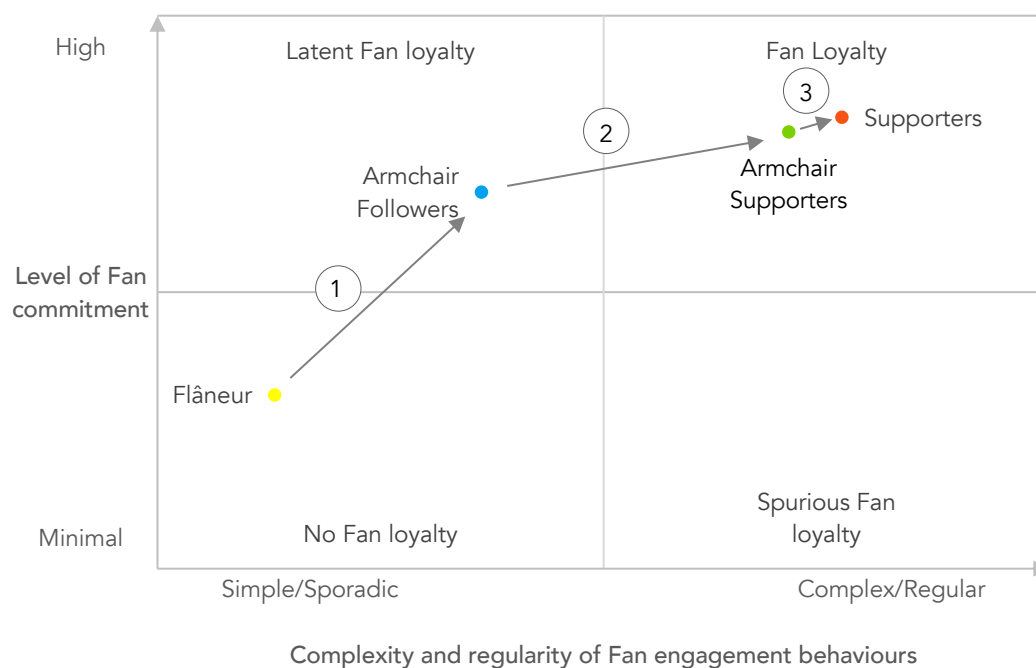 High
Latent Fan loyalty
Fan Loyalty
3
Supporters
2
Armchair
Supporters
Armchair
Followers
Level of Fan
commitment
1
Flâneur
Minimal
No Fan loyalty
Spurious Fan
loyalty
Simple/Sporadic
Complex/Regular
Complexity and regularity of Fan engagement behaviours